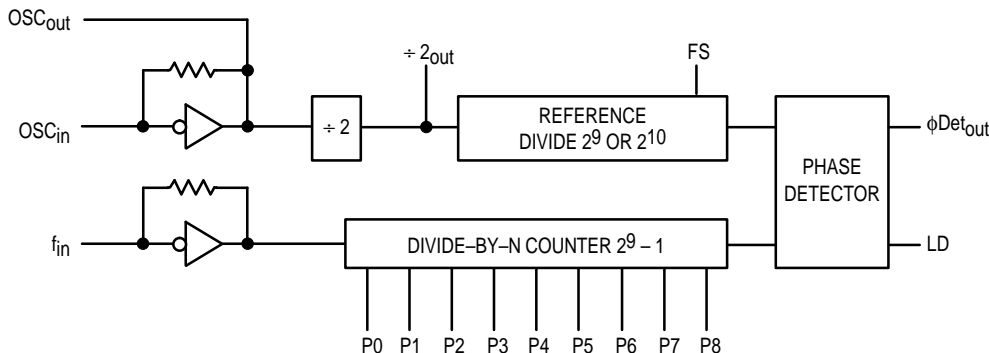 OSCout
÷ 2out
FS
OSCin
÷ 2
REFERENCE
DIVIDE 2⁹ OR 2¹⁰
PHASE
DETECTOR
ϕDetout
fin
DIVIDE–BY–N COUNTER 2⁹ – 1
LD
P0 P1 P2 P3 P4 P5 P6 P7 P8